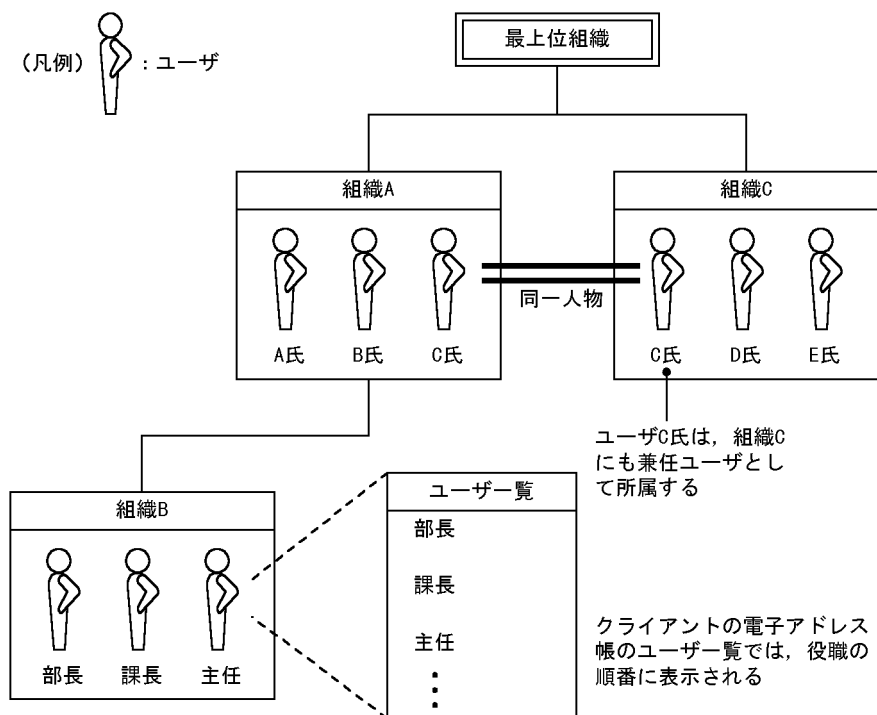 最上位組織
(凡例) :ユーザ
組織A
組織C
A氏 B氏 C氏
同一人物
C氏 D氏 E氏
ユーザC氏は，組織C
にも兼任ユーザとし
て所属する
組織B
部長 課長 主任
ユーザ一覧
部長
課長
主任
⋮
クライアントの電子アドレス
帳のユーザ一覧では，役職の
順番に表示される